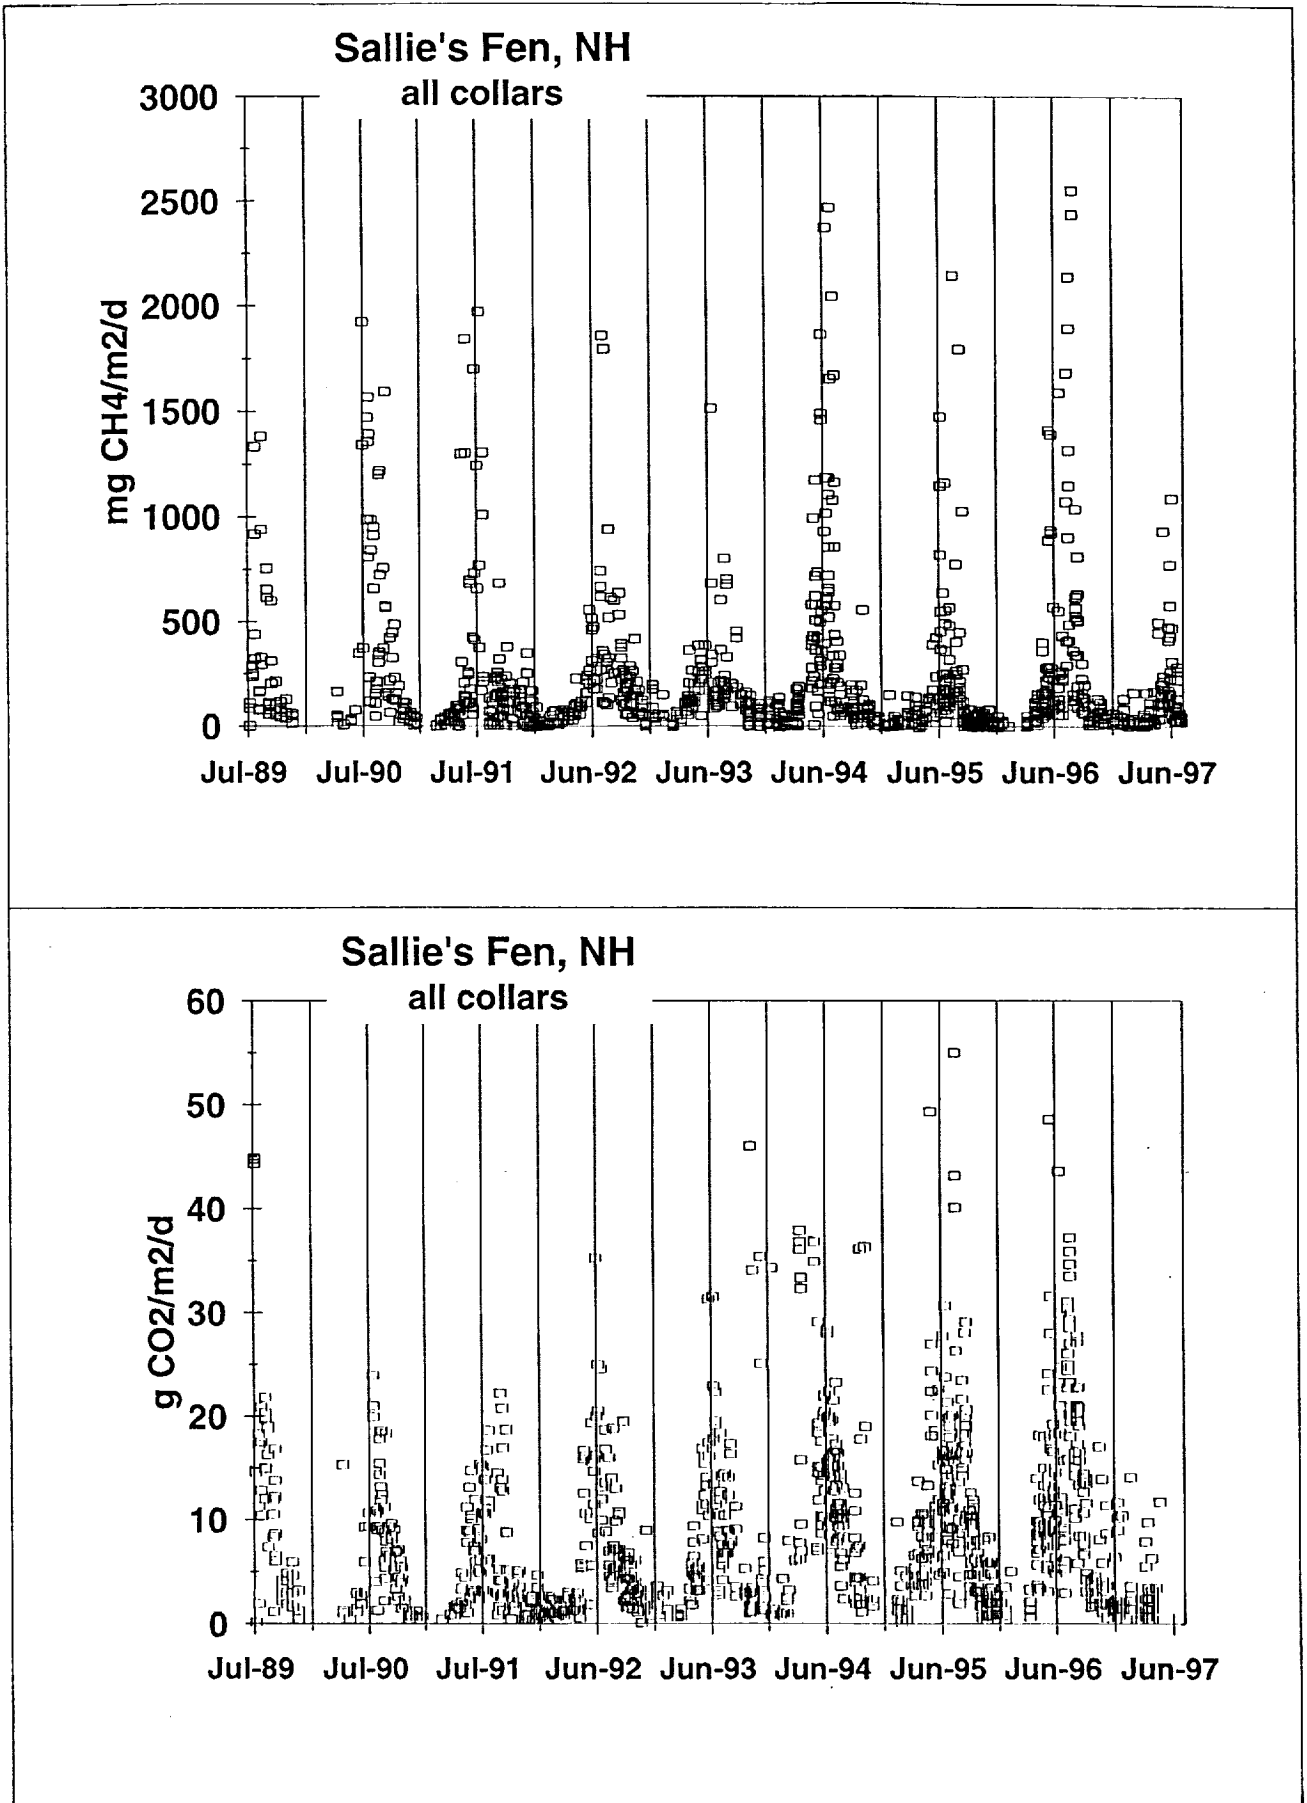 Sallie's Fen, NH
all collars
3000
2500
2000
1500
1000
500
0
mg CH4/m2/d
Jul-89 Jul-90 Jul-91 Jun-92 Jun-93 Jun-94 Jun-95 Jun-96 Jun-97
Sallie's Fen, NH
all collars
60
50
40
30
20
10
0
g CO2/m2/d
Jul-89 Jul-90 Jul-91 Jun-92 Jun-93 Jun-94 Jun-95 Jun-96 Jun-97